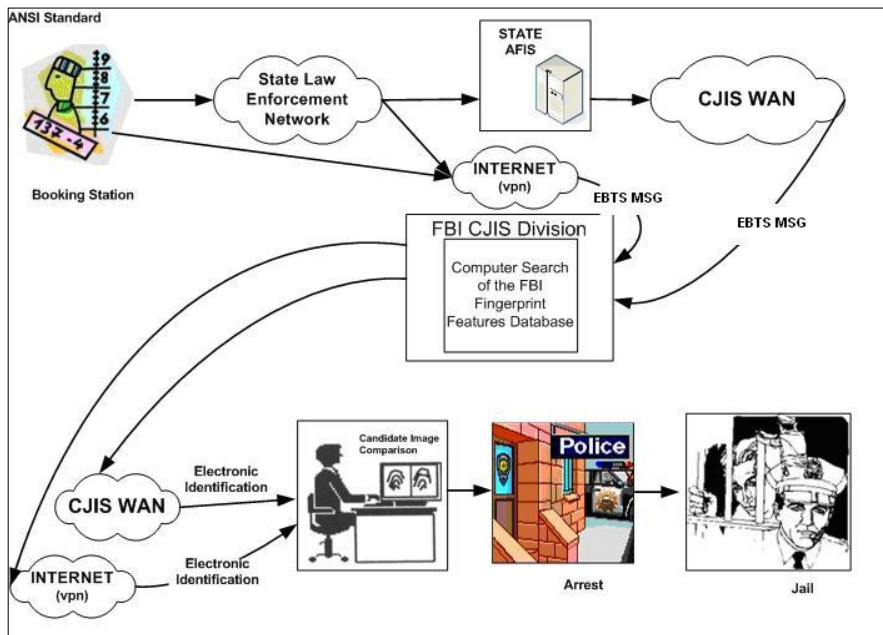 ANSI Standard
9
8
7
6
137-4
Booking Station
State Law
Enforcement
Network
STATE
AFIS
CJIS WAN
INTERNET
(vpn)
EBTS MSG
EBTS MSG
FBI CJIS Division
Computer Search
of the FBI
Fingerprint
Features Database
CJIS WAN
Electronic
Identification
INTERNET
(vpn)
Electronic
Identification
Candidate Image
Comparison
Police
Arrest
Jail